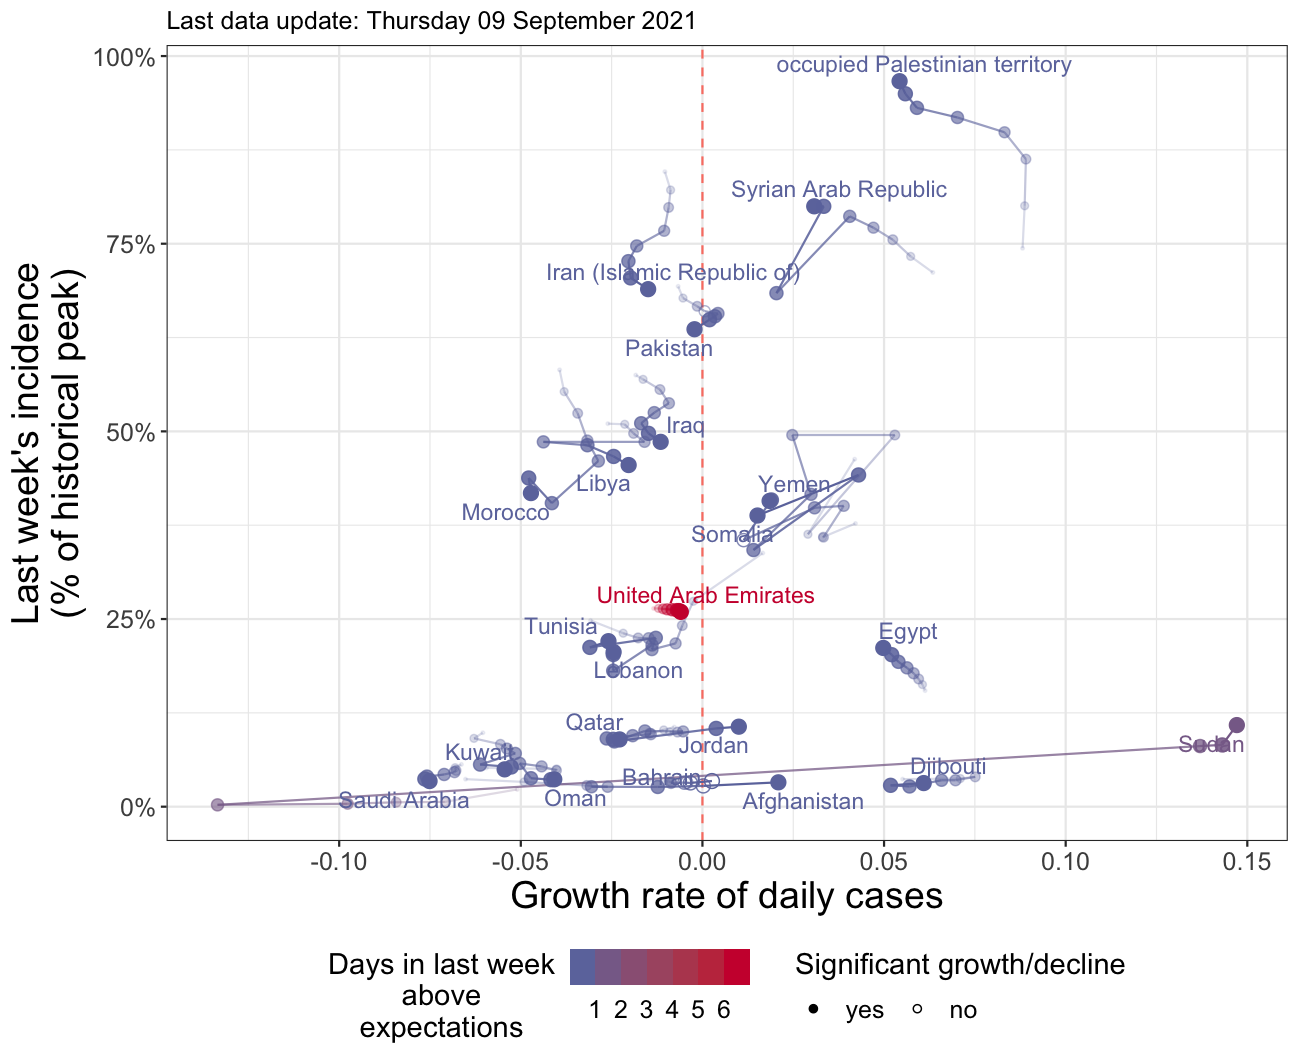 Last data update: Thursday 09 September 2021
100%
75%
50%
25%
0%
Last week's incidence
(% of historical peak)
occupied Palestinian territory
Syrian Arab Republic
Iran (Islamic Republic of)
Pakistan
Iraq
Libya
Morocco
Yemen
Somalia
United Arab Emirates
Tunisia
Lebanon
Egypt
Qatar
Jordan
Sudan
Kuwait
Djibouti
Bahrain
Saudi Arabia
Oman
Afghanistan
-0.10
-0.05
0.00
0.05
0.10
0.15
Growth rate of daily cases
Days in last week
above
expectations
1 2 3 4 5 6
Significant growth/decline
yes
no